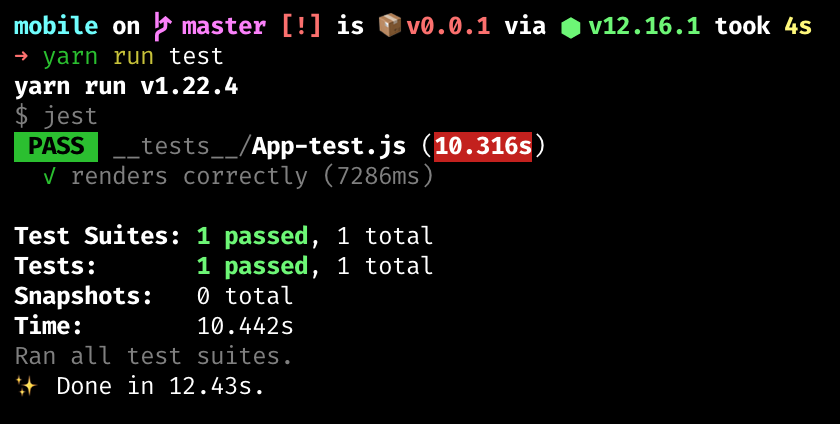 mobile on master [!] is 📦v0.0.1 via ⬢ v12.16.1 took 4s
→ yarn run test
yarn run v1.22.4
$ jest
PASS __tests__/App-test.js (10.316s)
√ renders correctly (7286ms)
Test Suites: 1 passed, 1 total
Tests: 1 passed, 1 total
Snapshots: 0 total
Time: 10.442s
Ran all test suites.
✨ Done in 12.43s.